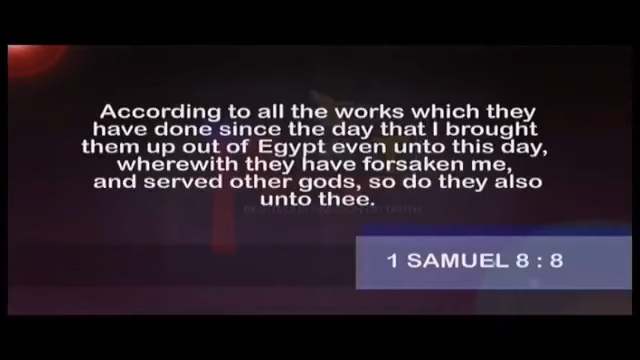 According to all the works which they
have done since the day that I brought
them up out of Egypt even unto this day,
wherewith they have forsaken me,
and served other gods, so do they also
unto thee.
1 SAMUEL 8 : 8